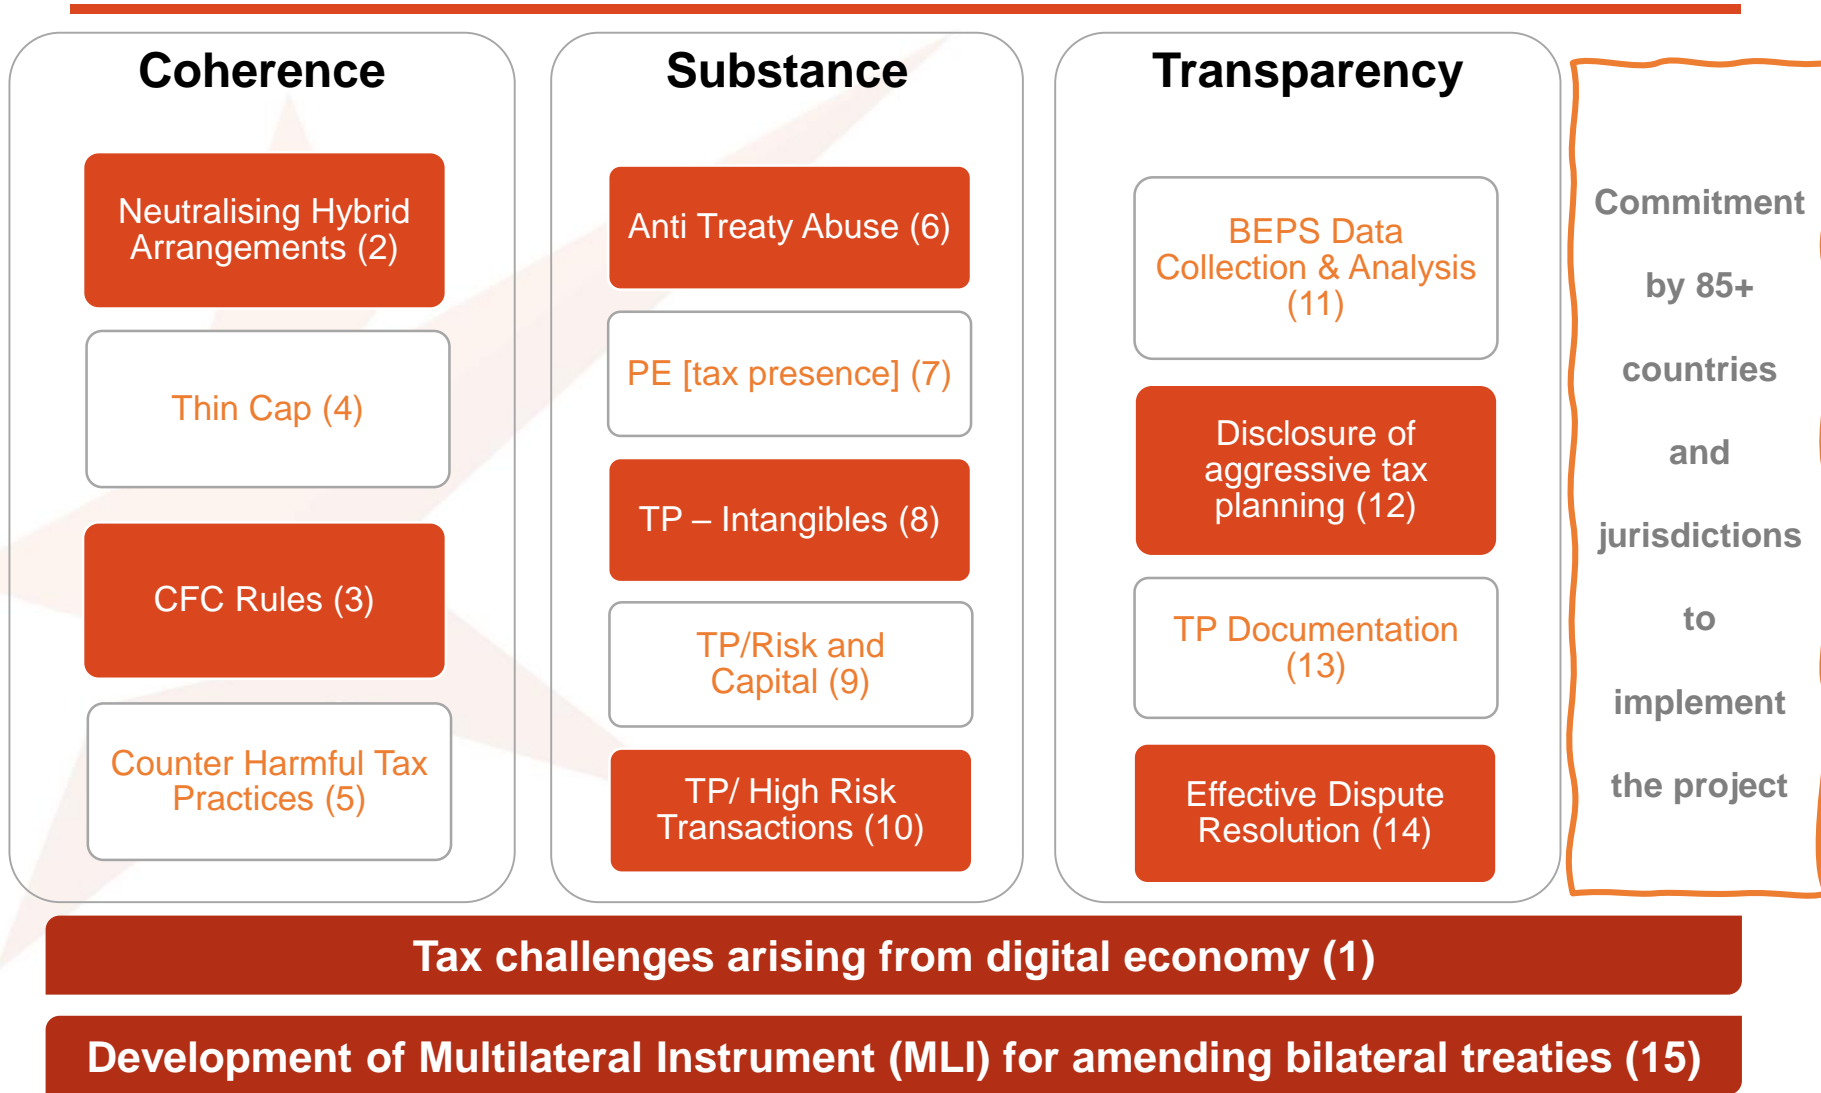 Coherence
Neutralising Hybrid
Arrangements (2)
Thin Cap (4)
CFC Rules (3)
Counter Harmful Tax
Practices (5)
Substance
Anti Treaty Abuse (6)
PE [tax presence] (7)
TP – Intangibles (8)
TP/Risk and
Capital (9)
TP/ High Risk
Transactions (10)
Transparency
BEPS Data
Collection & Analysis
(11)
Disclosure of
aggressive tax
planning (12)
TP Documentation
(13)
Effective Dispute
Resolution (14)
Commitment
by 85+
countries
and
jurisdictions
to
implement
the project
Tax challenges arising from digital economy (1)
Development of Multilateral Instrument (MLI) for amending bilateral treaties (15)